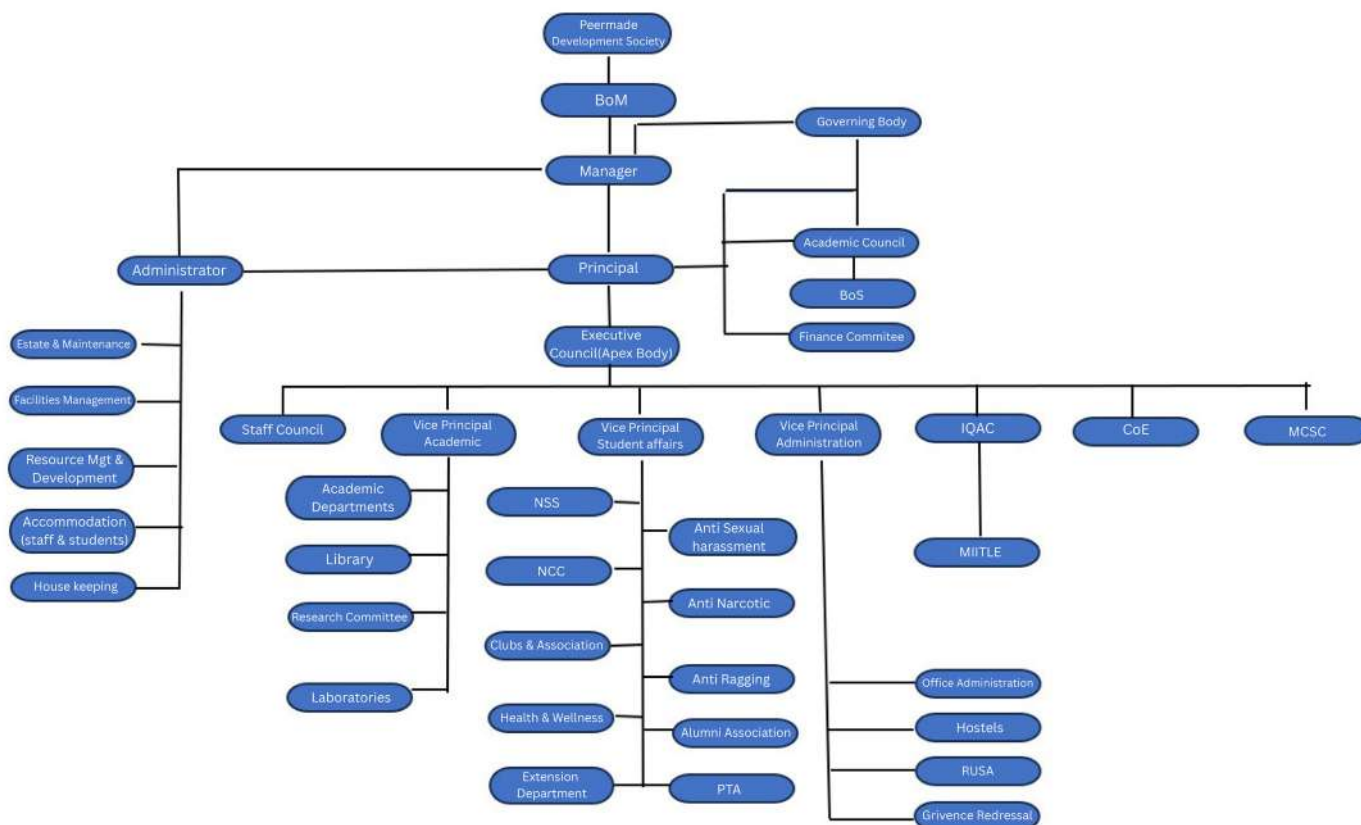 Peermade
Development Society
BoM
Governing Body
Manager
Academic Council
Administrator
Principal
BoS
Executive
Council(Apex Body)
Finance Commitee
Estate & Maintenance
Facilities Management
Resource Mgt &
Development
Accommodation
(staff & students)
House keeping
Staff Council
Vice Principal
Academic
Vice Principal
Student affairs
Vice Principal
Administration
IQAC
CoE
MCSC
Academic
Departments
Library
Research Committee
Laboratories
NSS
Anti Sexual
harassment
NCC
Anti Narcotic
Clubs & Association
Anti Ragging
Health & Wellness
Alumni Association
Extension
Department
PTA
MIITLE
Office Administration
Hostels
RUSA
Grivence Redressal